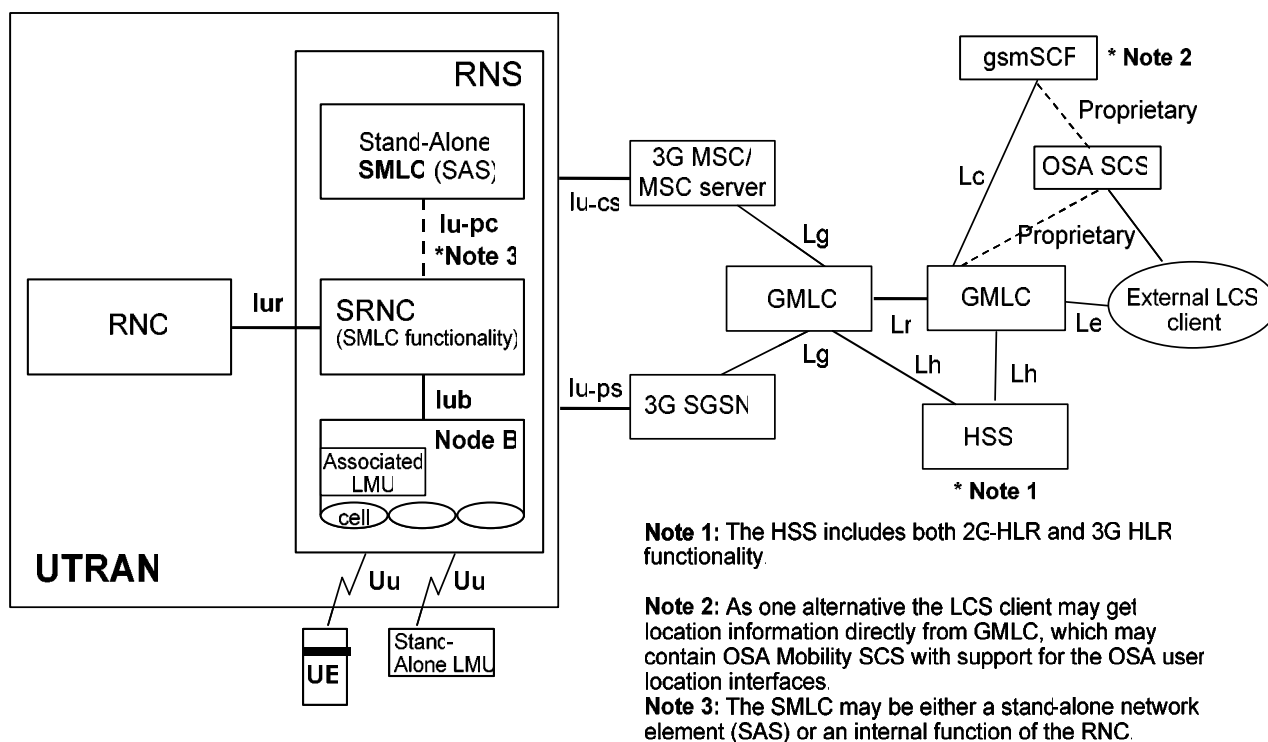 RNS
Stand-Alone
SMLC (SAS)
Iu-pc
*Note 3
RNC
Iur
SRNC
(SMLC functionality)
Iub
Node B
Associated
LMU
cell
UTRAN
Uu
Uu
UE
Stand-
Alone LMU
Iu-cs
Iu-ps
3G MSC/
MSC server
3G SGSN
Lg
Lg
GMLC
Lr
GMLC
Lh
Lh
HSS
* Note 1
gsmSCF
* Note 2
Proprietary
OSA SCS
Lc
Proprietary
Le
External LCS
client
Note 1: The HSS includes both 2G-HLR and 3G HLR
functionality.
Note 2: As one alternative the LCS client may get
location information directly from GMLC, which may
contain OSA Mobility SCS with support for the OSA user
location interfaces.
Note 3: The SMLC may be either a stand-alone network
element (SAS) or an internal function of the RNC.